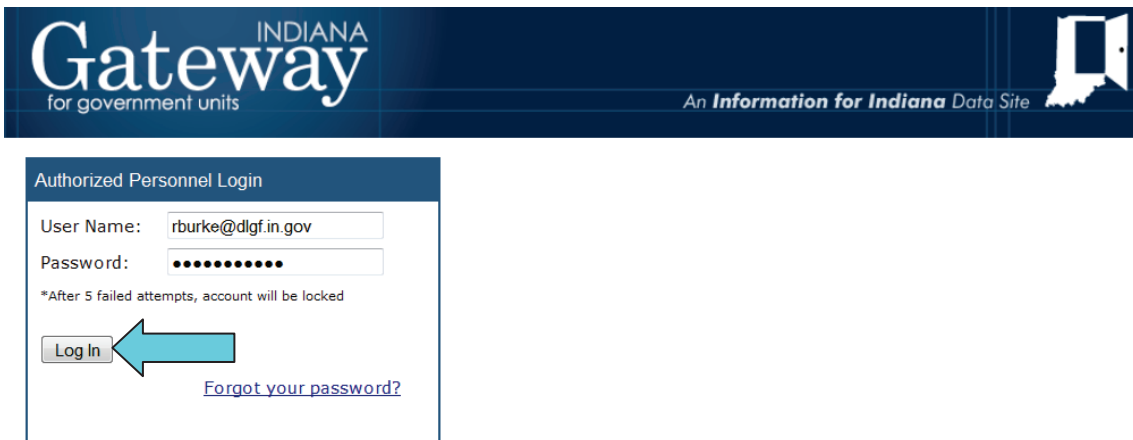 INDIANA
Gateway
for government units
An Information for Indiana Data Site
Authorized Personnel Login
User Name: rburke@dlgf.in.gov
Password: •••••••••••
*After 5 failed attempts, account will be locked
Log In
Forgot your password?